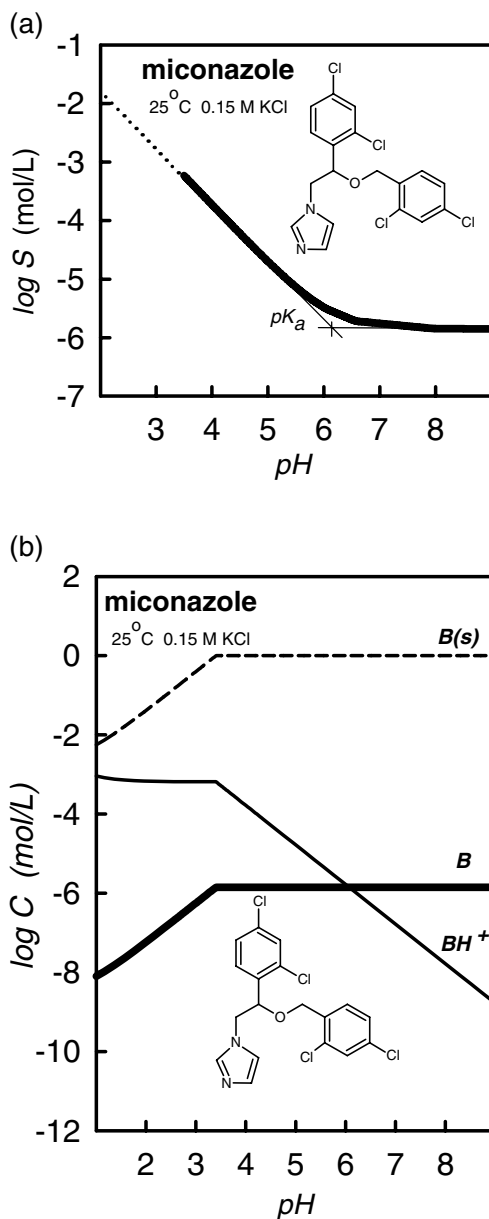 (a)
miconazole
25°C 0.15 M KCl
-1
-2
-3
-4
-5
-6
-7
log S (mol/L)
pKa
Cl
Cl
O
Cl
Cl
N
N
3 4 5 6 7 8
pH
(b)
miconazole
25°C 0.15 M KCl
2
0
-2
-4
-6
-8
-10
-12
log C (mol/L)
B(s)
B
BH+
Cl
Cl
O
Cl
Cl
N
N
2 3 4 5 6 7 8
pH